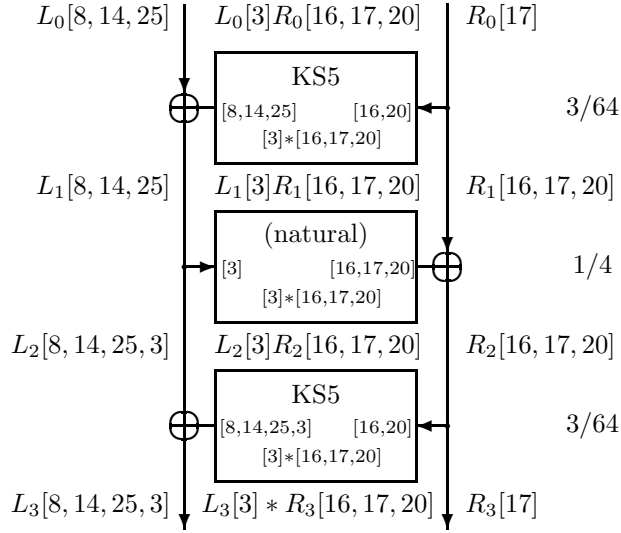 L₀[8, 14, 25] L₀[3]R₀[16, 17, 20] R₀[17]
KS5
[8,14,25] [16,20] 3/64
[3]*[16,17,20]
L₁[8, 14, 25] L₁[3]R₁[16, 17, 20] R₁[16, 17, 20]
(natural)
[3] [16,17,20] 1/4
[3]*[16,17,20]
L₂[8, 14, 25, 3] L₂[3]R₂[16, 17, 20] R₂[16, 17, 20]
KS5
[8,14,25,3] [16,20] 3/64
[3]*[16,17,20]
L₃[8, 14, 25, 3] L₃[3] * R₃[16, 17, 20] R₃[17]